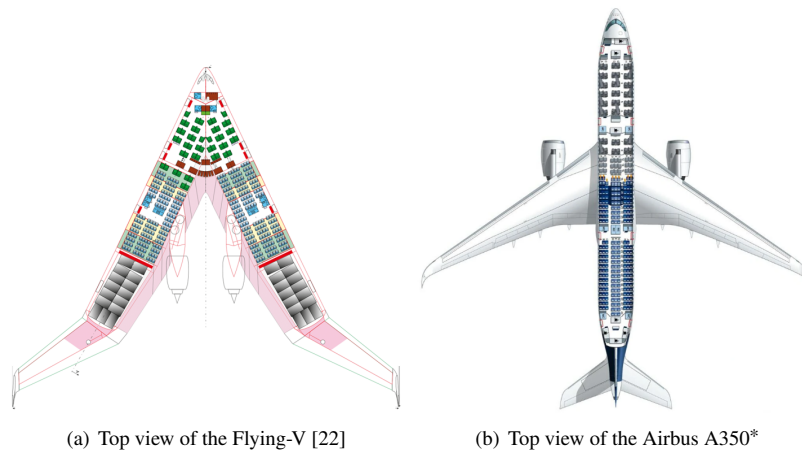 (a) Top view of the Flying-V [22]
(b) Top view of the Airbus A350*